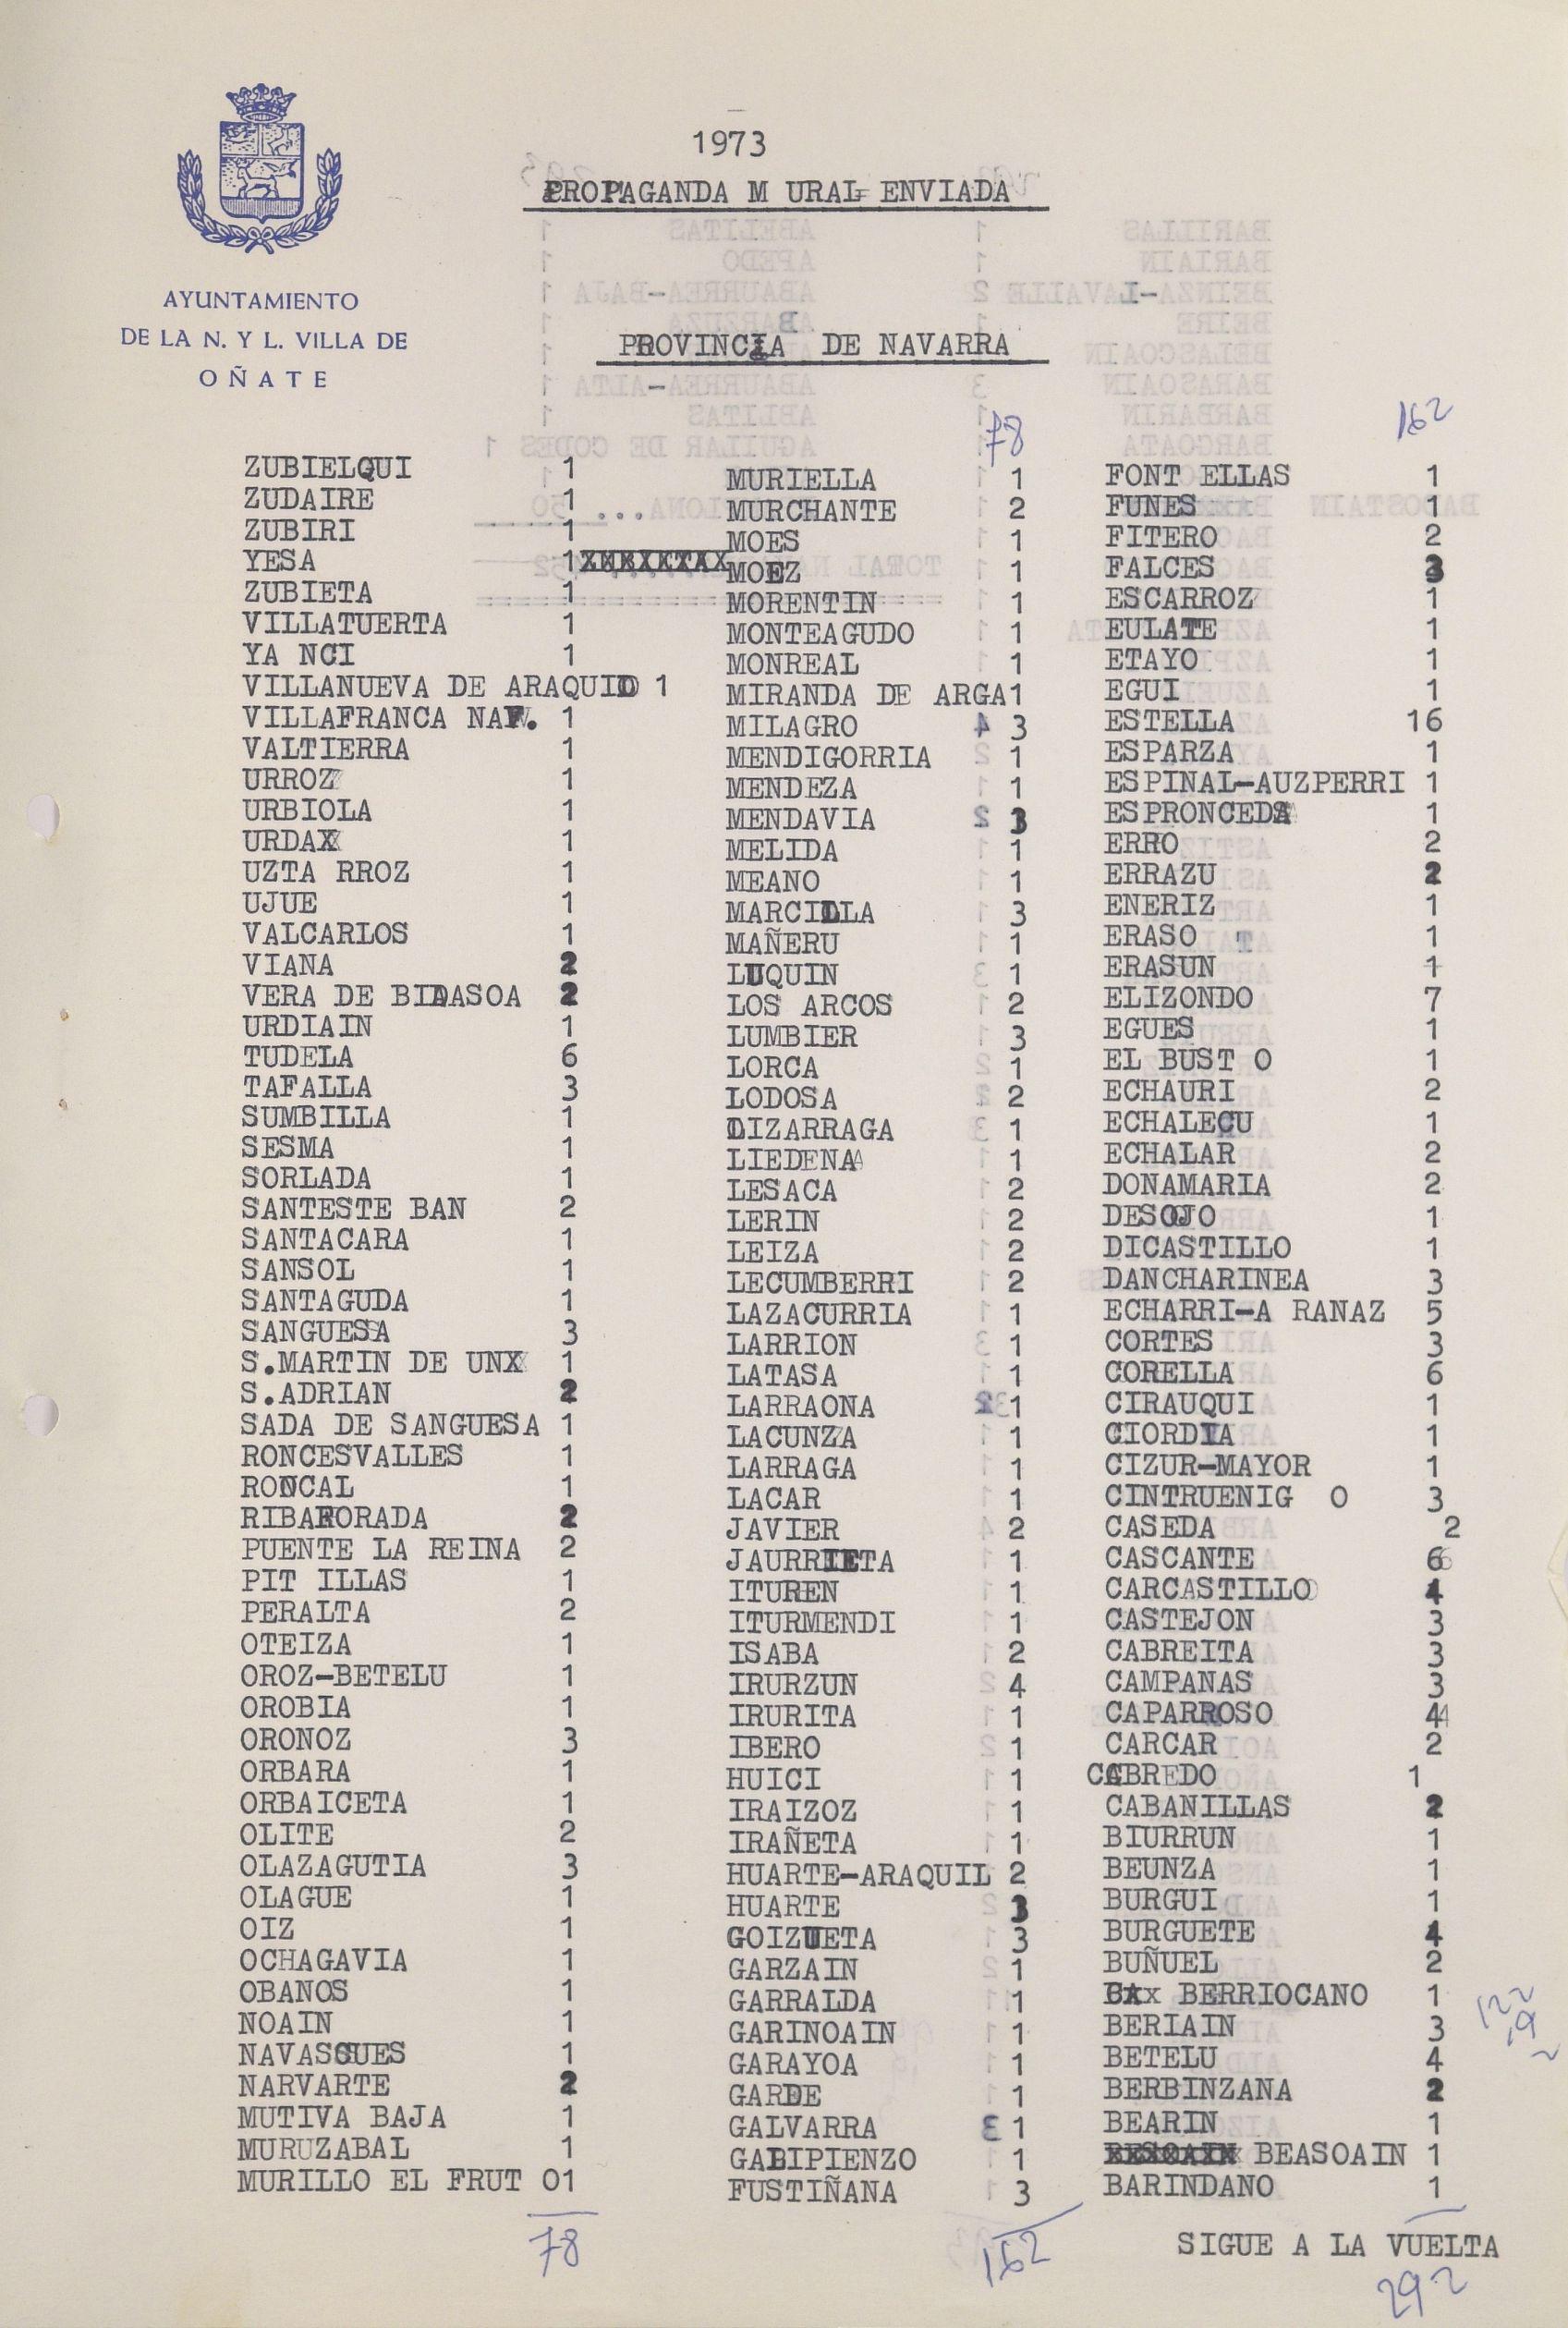 1973
PROPAGANDA M URAL ENVIADA
AYUNTAMIENTO
DE LA N. Y L. VILLA DE
OÑATE
PROVINCIA DE NAVARRA
ZUBIELQUI 1
ZUDAIRE 1
ZUBIRI 1
YESA 1
ZUBIETA 1
VILLATUERTA 1
YA NCI 1
VILLANUEVA DE ARAQUID 1
VILLAFRANCA NAV. 1
VALTIERRA 1
URROZ 1
URBIOLA 1
URDAX 1
UZTA RROZ 1
UJUE 1
VALCARLOS 1
VIANA 2
VERA DE BIDASOA 2
URDIAIN 1
TUDELA 6
TAFALLA 3
SUMBILLA 1
SESMA 1
SORLADA 1
SANTESTE BAN 2
SANTACARA 1
SANSOL 1
SANTAGUDA 1
SANGUESA 3
S.MARTIN DE UNX 1
S.ADRIAN 2
SADA DE SANGUESA 1
RONCESVALLES 1
RONCAL 1
RIBAFORADA 2
PUENTE LA REINA 2
PIT ILLAS 1
PERALTA 2
OTEIZA 1
OROZ-BETELU 1
OROBIA 1
ORONOZ 3
ORBARA 1
ORBAICETA 1
OLITE 2
OLAZAGUTIA 3
OLAGUE 1
OIZ 1
OCHAGAVIA 1
OBANOS 1
NOAIN 1
NAVASCUES 1
NARVARTE 2
MUTIVA BAJA 1
MURUZABAL 1
MURILLO EL FRUT O1
78
78
MURIELLA 1
MURCHANTE 2
MOES 1
MOEZ 1
MORENTIN 1
MONTEAGUDO 1
MONREAL 1
MIRANDA DE ARGA1
MILAGRO 3
MENDIGORRIA 1
MENDEZA 1
MENDAVIA 3
MELIDA 1
MEANO 1
MARCILLA 3
MAÑERU 1
LUQUIN 1
LOS ARCOS 2
LUMBIER 3
LORCA 1
LODOSA 2
LIZARRAGA 1
LIEDENA 1
LESACA 2
LERIN 2
LEIZA 2
LECUMBERRI 2
LAZACURRIA 1
LARRION 1
LATASA 1
LARRAONA 1
LACUNZA 1
LARRAGA 1
LACAR 1
JAVIER 2
JAURRIETA 1
ITUREN 1
ITURMENDI 1
ISABA 2
IRURZUN 4
IRURITA 1
IBERO 1
HUICI 1
IRAIZOZ 1
IRAÑETA 1
HUARTE-ARAQUIL 2
HUARTE 3
GOIZUETA 3
GARZAIN 1
GARRALDA 1
GARINOAIN 1
GARAYOA 1
GARDE 1
GALVARRA 1
GALIPIENZO 1
FUSTIÑANA 3
162
162
FONT ELLAS 1
FUNES 1
FITERO 2
FALCES 3
ESCARROZ 1
EULATE 1
ETAYO 1
EGUI 1
ESTELLA 16
ESPARZA 1
ESPINAL-AUZPERRI 1
ESPRONCEDA 1
ERRO 2
ERRAZU 2
ENERIZ 1
ERASO 1
ERASUN 1
ELIZONDO 7
EGUES 1
EL BUST O 1
ECHAURI 2
ECHALECU 1
ECHALAR 2
DONAMARIA 2
DESOJO 1
DICASTILLO 1
DANCHARINEA 3
ECHARRI-A RANAZ 5
CORTES 3
CORELLA 6
CIRAUQUI 1
CIORDIA 1
CIZUR-MAYOR 1
CINTRUENIG O 3
CASEDA 2
CASCANTE 6
CARCASTILLO 4
CASTEJON 3
CABREITA 3
CAMPANAS 3
CAPARROSO 4
CARCAR 2
CABREDO 1
CABANILLAS 2
BIURRUN 1
BEUNZA 1
BURGUI 1
BURGUETE 4
BUÑUEL 2
BERRIOCANO 1
BERIAIN 3
BETELU 4
BERBINZANA 2
BEARIN 1
BEASOAIN 1
BARINDANO 1
SIGUE A LA VUELTA
292